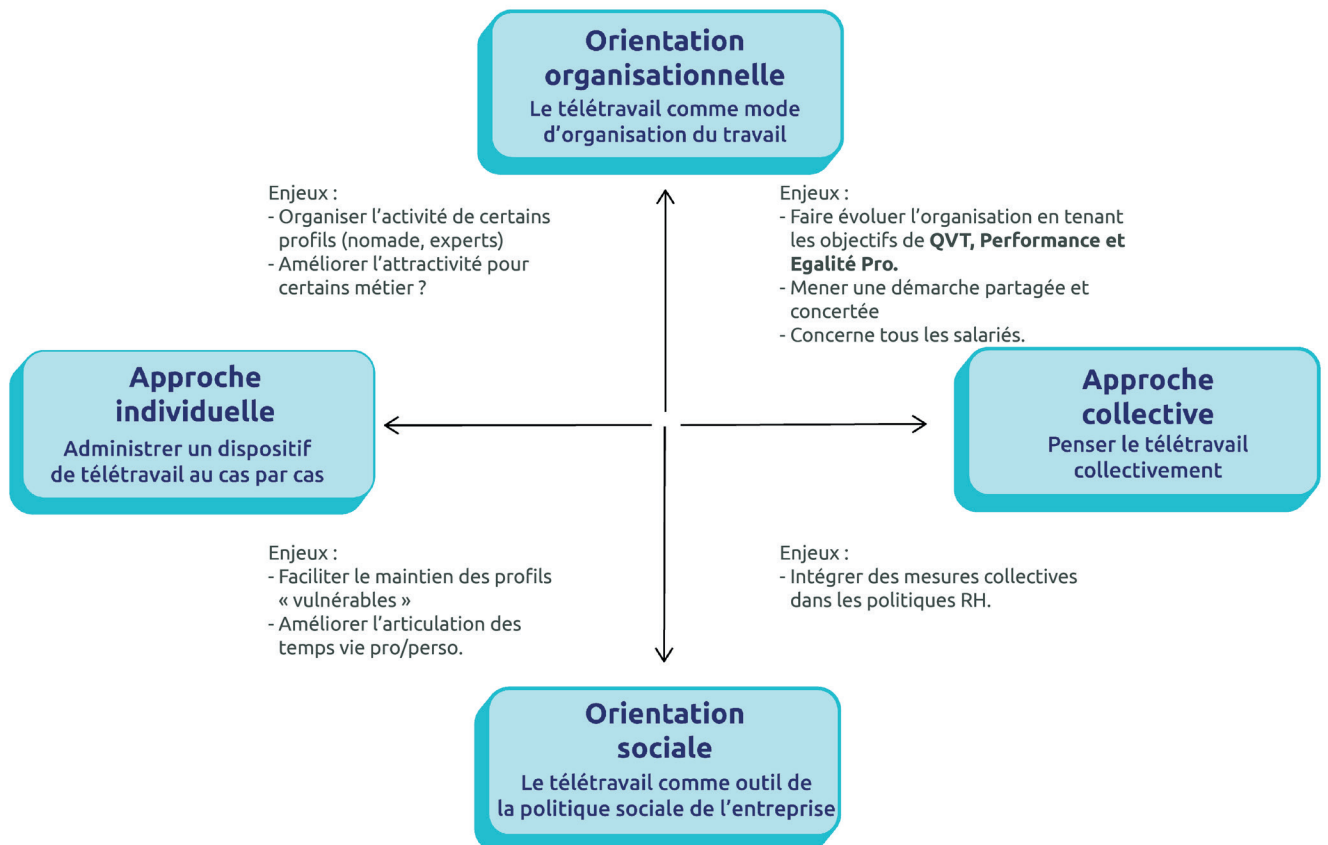 Orientation
organisationnelle
Le télétravail comme mode
d'organisation du travail
Enjeux :
- Organiser l'activité de certains
profils (nomade, experts)
- Améliorer l'attractivité pour
certains métier ?
Enjeux :
- Faire évoluer l'organisation en tenant
les objectifs de QVT, Performance et
Egalité Pro.
- Mener une démarche partagée et
concertée
- Concerne tous les salariés.
Approche
individuelle
Administrer un dispositif
de télétravail au cas par cas
Approche
collective
Penser le télétravail
collectivement
Enjeux :
- Faciliter le maintien des profils
« vulnérables »
- Améliorer l'articulation des
temps vie pro/perso.
Enjeux :
- Intégrer des mesures collectives
dans les politiques RH.
Orientation
sociale
Le télétravail comme outil de
la politique sociale de l'entreprise